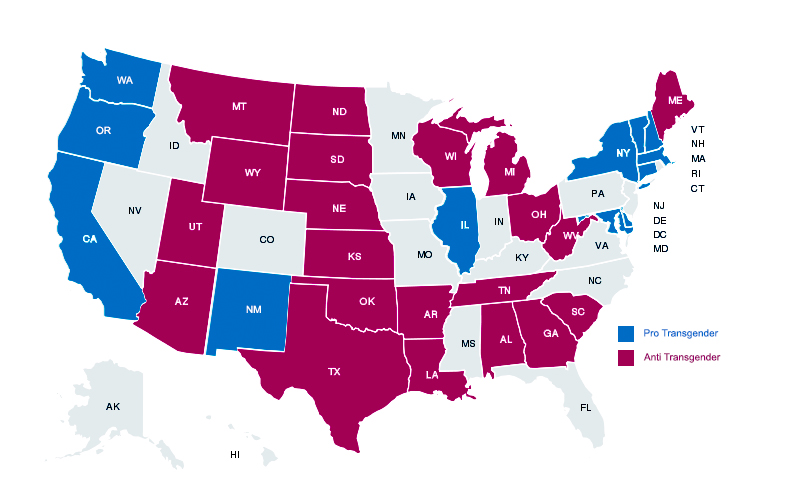 WA
MT
ND
MN
ME
OR
ID
SD
WI
MI
NY
VT
NH
MA
RI
CT
WY
IA
PA
NJ
NE
NV
UT
CO
IL
IN
OH
WV
DE
DC
MD
CA
KS
MO
KY
VA
NC
AZ
NM
OK
AR
TN
SC
TX
LA
MS
AL
GA
Pro Transgender
Anti Transgender
AK
HI
FL